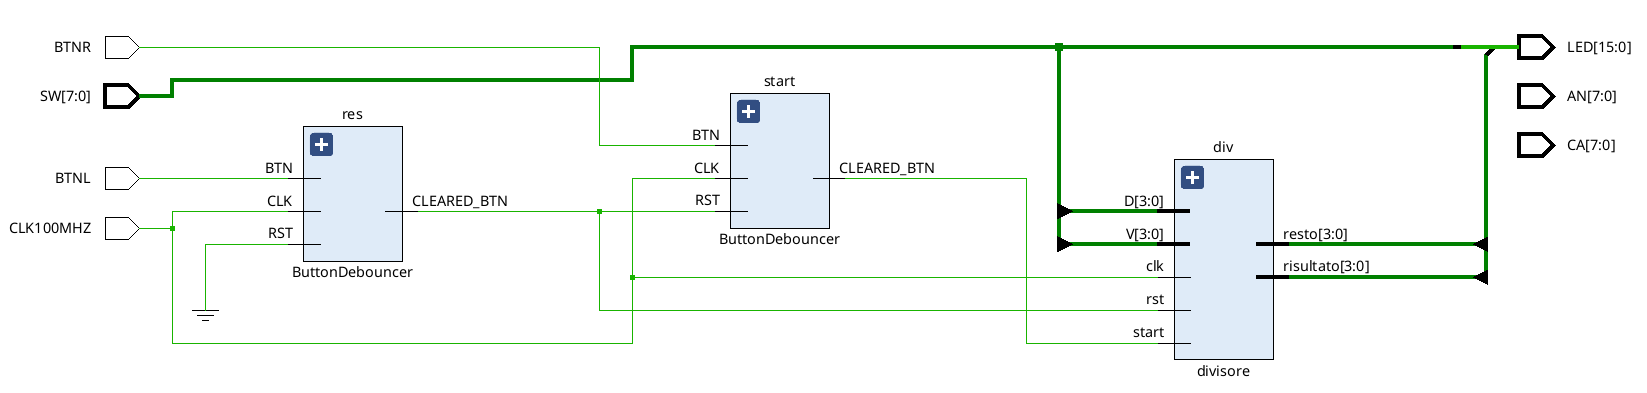 BTNR
SW[7:0]
BTNL
CLK100MHZ
res
BTN
CLK
RST
CLEARED_BTN
ButtonDebouncer
start
BTN
CLK
RST
CLEARED_BTN
ButtonDebouncer
div
D[3:0]
V[3:0]
clk
rst
start
resto[3:0]
risultato[3:0]
divisore
LED[15:0]
AN[7:0]
CA[7:0]